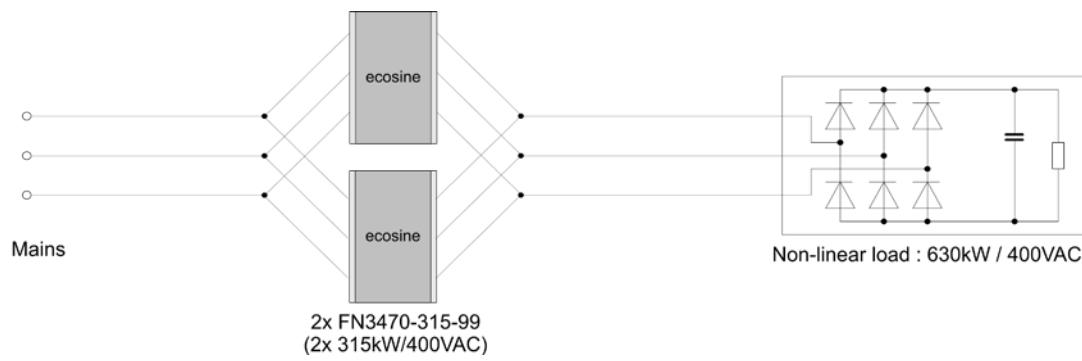 ecosine
ecosine
Mains
Non-linear load : 630kW / 400VAC
2x FN3470-315-99
(2x 315kW/400VAC)